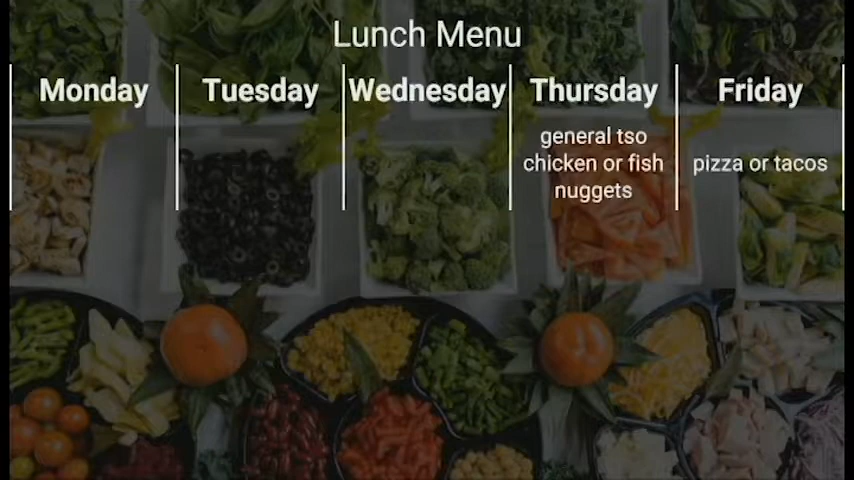 Lunch Menu
Monday
Tuesday
Wednesday
Thursday
Friday
general tso
chicken or fish
nuggets
pizza or tacos